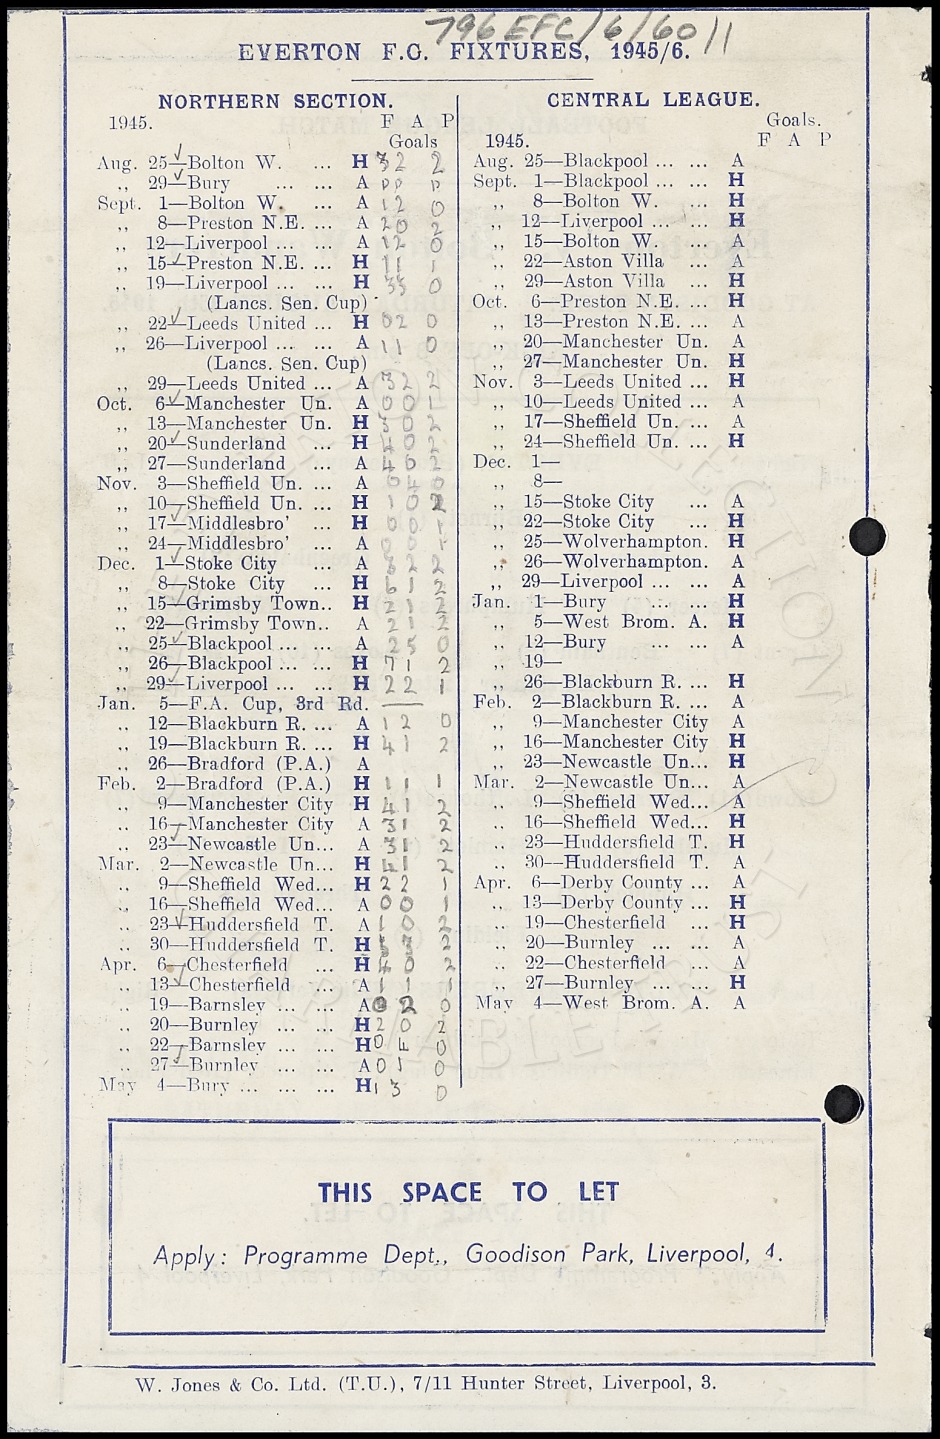 796 EFC/6/60/1
EVERTON F.C. FIXTURES, 1945/6.
NORTHERN SECTION.
1945. F A P
Goals
Aug. 25—Bolton W. ... H 3 2 2
„ 29—Bury ... ... A P P P
Sept. 1—Bolton W. ... A 1 2 0
„ 8—Preston N.E. ... A 2 0 2
„ 12—Liverpool ... ... A 1 2 0
„ 15—Preston N.E. ... H 1 1 1
„ 19—Liverpool ... ... H 3 5 0
(Lancs. Sen. Cup)
„ 22—Leeds United ... H 0 2 0
„ 26—Liverpool ... ... A 1 1 0
(Lancs. Sen. Cup)
„ 29—Leeds United ... A 3 2 2
Oct. 6—Manchester Un. A 0 0 1
„ 13—Manchester Un. H 3 0 2
„ 20—Sunderland ... H 4 0 2
„ 27—Sunderland ... A 4 0 2
Nov. 3—Sheffield Un. ... A 0 4 0
„ 10—Sheffield Un. ... H 1 0 2
„ 17—Middlesbro' ... H 0 0 1
„ 24—Middlesbro' ... A 0 0 1
Dec. 1—Stoke City ... A 3 2 2
„ 8—Stoke City ... H 6 1 2
„ 15—Grimsby Town.. H 2 1 2
„ 22—Grimsby Town.. A 2 1 2
„ 25—Blackpool ... ... A 2 5 0
„ 26—Blackpool ... ... H 7 1 2
„ 29—Liverpool ... ... H 2 2 1
Jan. 5—F.A. Cup, 3rd Rd. —
„ 12—Blackburn R. ... A 1 2 0
„ 19—Blackburn R. ... H 4 1 2
„ 26—Bradford (P.A.) A
Feb. 2—Bradford (P.A.) H 1 1 1
„ 9—Manchester City H 4 1 2
„ 16—Manchester City A 3 1 2
„ 23—Newcastle Un... A 3 1 2
Mar. 2—Newcastle Un... H 4 1 2
„ 9—Sheffield Wed... H 2 2 1
„ 16—Sheffield Wed... A 0 0 1
„ 23—Huddersfield T. A 1 0 2
„ 30—Huddersfield T. H 5 3 2
Apr. 6—Chesterfield ... H 4 0 2
„ 13—Chesterfield ... A 1 1 1
„ 19—Barnsley ... ... A 0 2 0
„ 20—Burnley ... ... H 2 0 2
„ 22—Barnsley ... ... H 0 4 0
„ 27—Burnley ... ... A 0 1 0
May 4—Bury ... ... ... H 1 3 0
CENTRAL LEAGUE.
Goals.
1945. F A P
Aug. 25—Blackpool ... ... A
Sept. 1—Blackpool ... ... H
„ 8—Bolton W. ... H
„ 12—Liverpool ... ... H
„ 15—Bolton W. ... A
„ 22—Aston Villa ... A
„ 29—Aston Villa ... H
Oct. 6—Preston N.E. ... H
„ 13—Preston N.E. ... A
„ 20—Manchester Un. A
„ 27—Manchester Un. H
Nov. 3—Leeds United ... H
„ 10—Leeds United ... A
„ 17—Sheffield Un. ... A
„ 24—Sheffield Un. ... H
Dec. 1—
„ 8—
„ 15—Stoke City ... A
„ 22—Stoke City ... H
„ 25—Wolverhampton. H
„ 26—Wolverhampton. A
„ 29—Liverpool ... ... A
Jan. 1—Bury ... ... H
„ 5—West Brom. A. H
„ 12—Bury ... ... A
„ 19—
„ 26—Blackburn R. ... H
Feb. 2—Blackburn R. ... A
„ 9—Manchester City A
„ 16—Manchester City H
„ 23—Newcastle Un... H
Mar. 2—Newcastle Un... A
„ 9—Sheffield Wed... A
„ 16—Sheffield Wed... H
„ 23—Huddersfield T. H
„ 30—Huddersfield T. A
Apr. 6—Derby County ... A
„ 13—Derby County ... H
„ 19—Chesterfield ... H
„ 20—Burnley ... ... A
„ 22—Chesterfield ... A
„ 27—Burnley ... ... H
May 4—West Brom. A. A
THIS SPACE TO LET
Apply: Programme Dept., Goodison Park, Liverpool, 4.
W. Jones & Co. Ltd. (T.U.), 7/11 Hunter Street, Liverpool, 3.